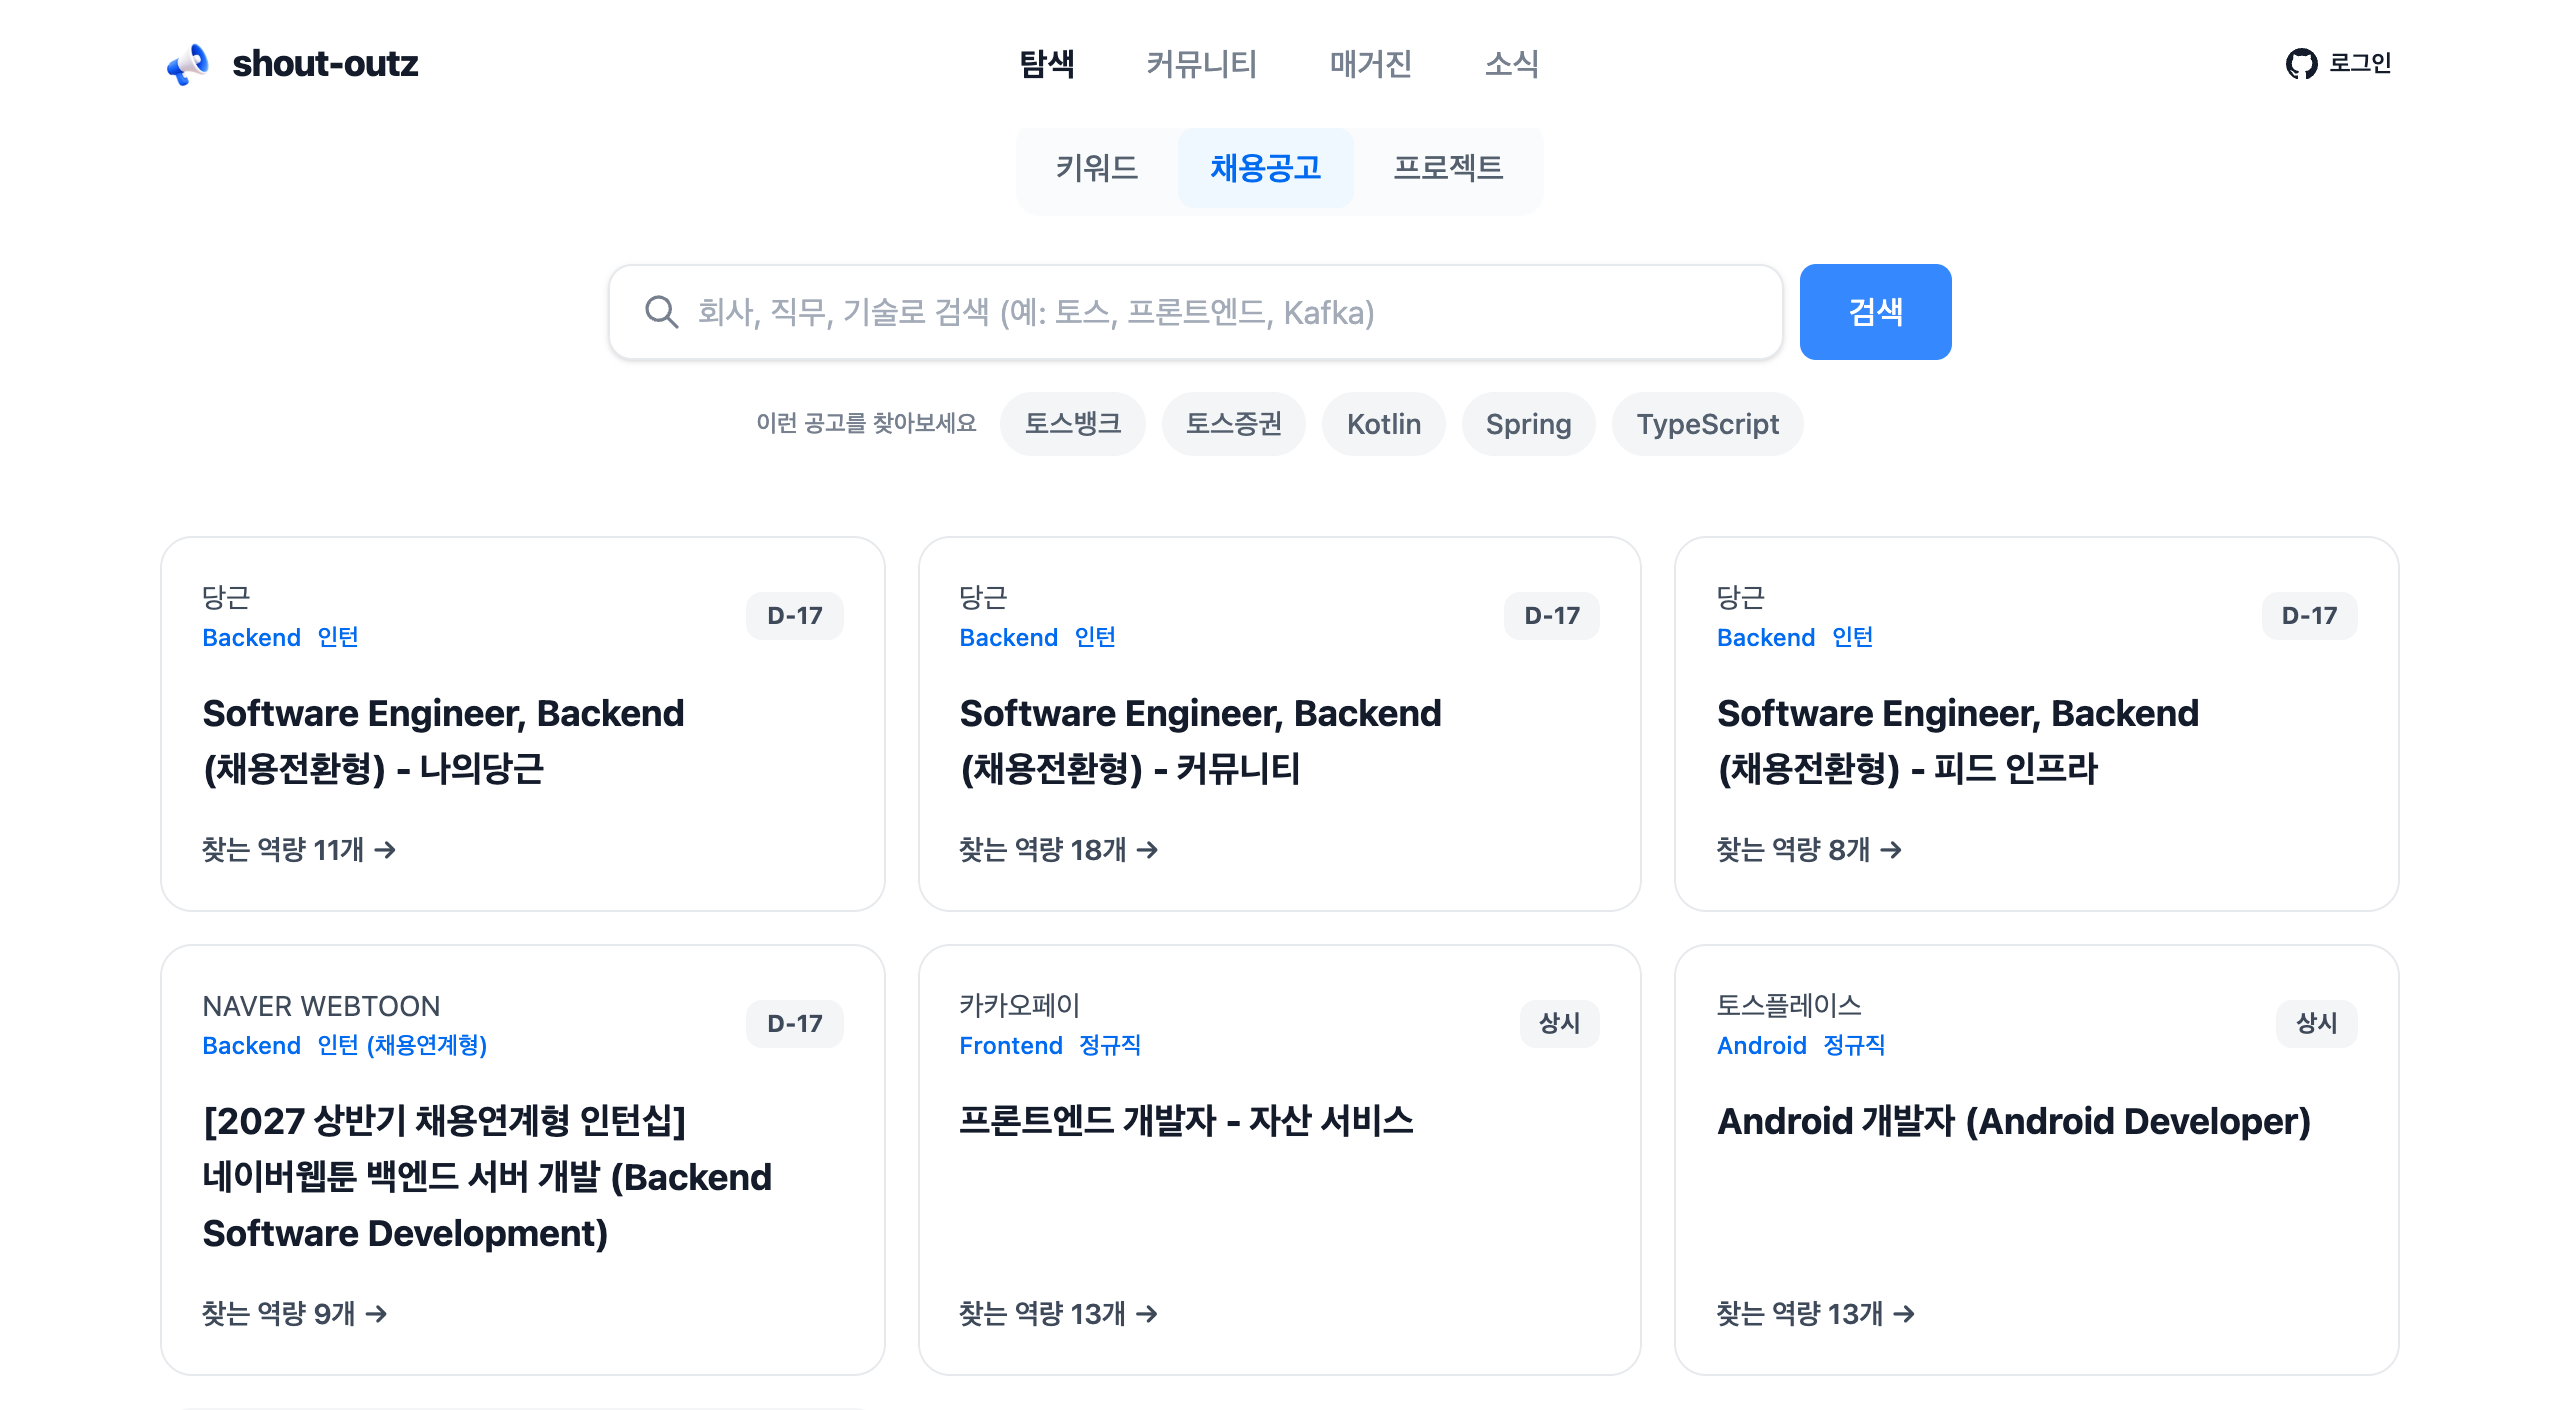 shout-outz
탐색
커뮤니티
매거진
소식
로그인
키워드
채용공고
프로젝트
회사, 직무, 기술로 검색 (예: 토스, 프론트엔드, Kafka)
검색
이런 공고를 찾아보세요
토스뱅크
토스증권
Kotlin
Spring
TypeScript
당근
Backend 인턴
D-17
Software Engineer, Backend
(채용전환형) - 나의당근
찾는 역량 11개 →
당근
Backend 인턴
D-17
Software Engineer, Backend
(채용전환형) - 커뮤니티
찾는 역량 18개 →
당근
Backend 인턴
D-17
Software Engineer, Backend
(채용전환형) - 피드 인프라
찾는 역량 8개 →
NAVER WEBTOON
Backend 인턴 (채용연계형)
D-17
[2027 상반기 채용연계형 인턴십]
네이버웹툰 백엔드 서버 개발 (Backend
Software Development)
찾는 역량 9개 →
카카오페이
Frontend 정규직
상시
프론트엔드 개발자 - 자산 서비스
찾는 역량 13개 →
토스플레이스
Android 정규직
상시
Android 개발자 (Android Developer)
찾는 역량 13개 →